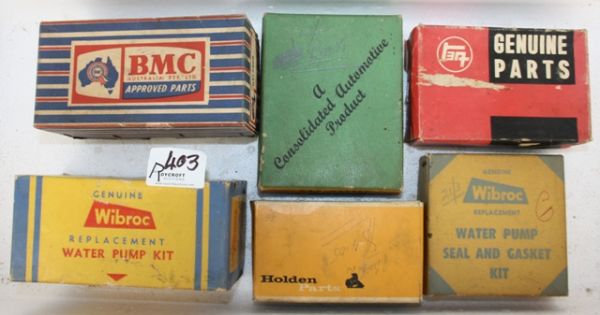 BMC
AUSTRALIA PTY. LTD.
APPROVED PARTS
A
Consolidated Automotive
Product
GENUINE
PARTS
403
ROYCROFT
GENUINE
Wibroc
REPLACEMENT
WATER PUMP KIT
Holden
Parts
GENUINE
Wibroc
REPLACEMENT
WATER PUMP
SEAL AND GASKET
KIT